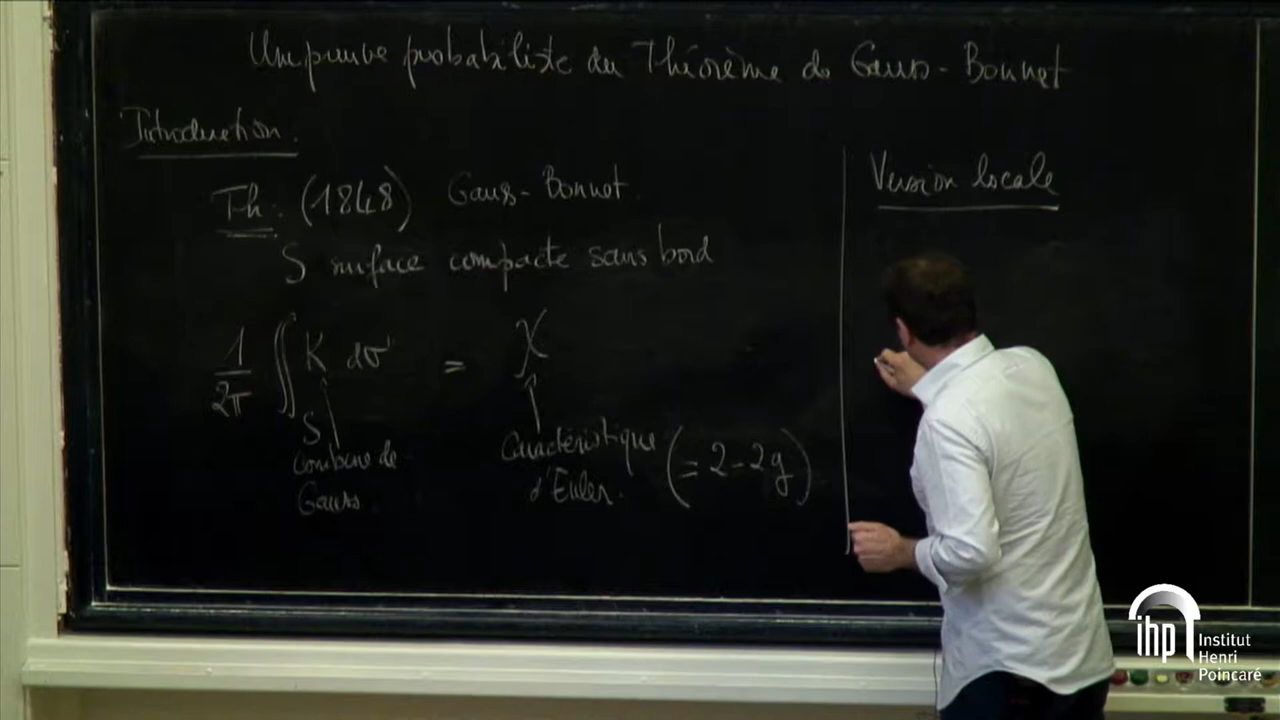 Une preuve probabiliste du Théorème de Gauss-Bonnet
Introduction.
Th: (1848) Gauss-Bonnet.
S surface compacte sans bord
1/2π ∬_S K dσ = χ
Courbure de
Gauss.
Caractéristique
d'Euler.
(= 2-2g)
Version locale
ihp Institut
Henri
Poincaré